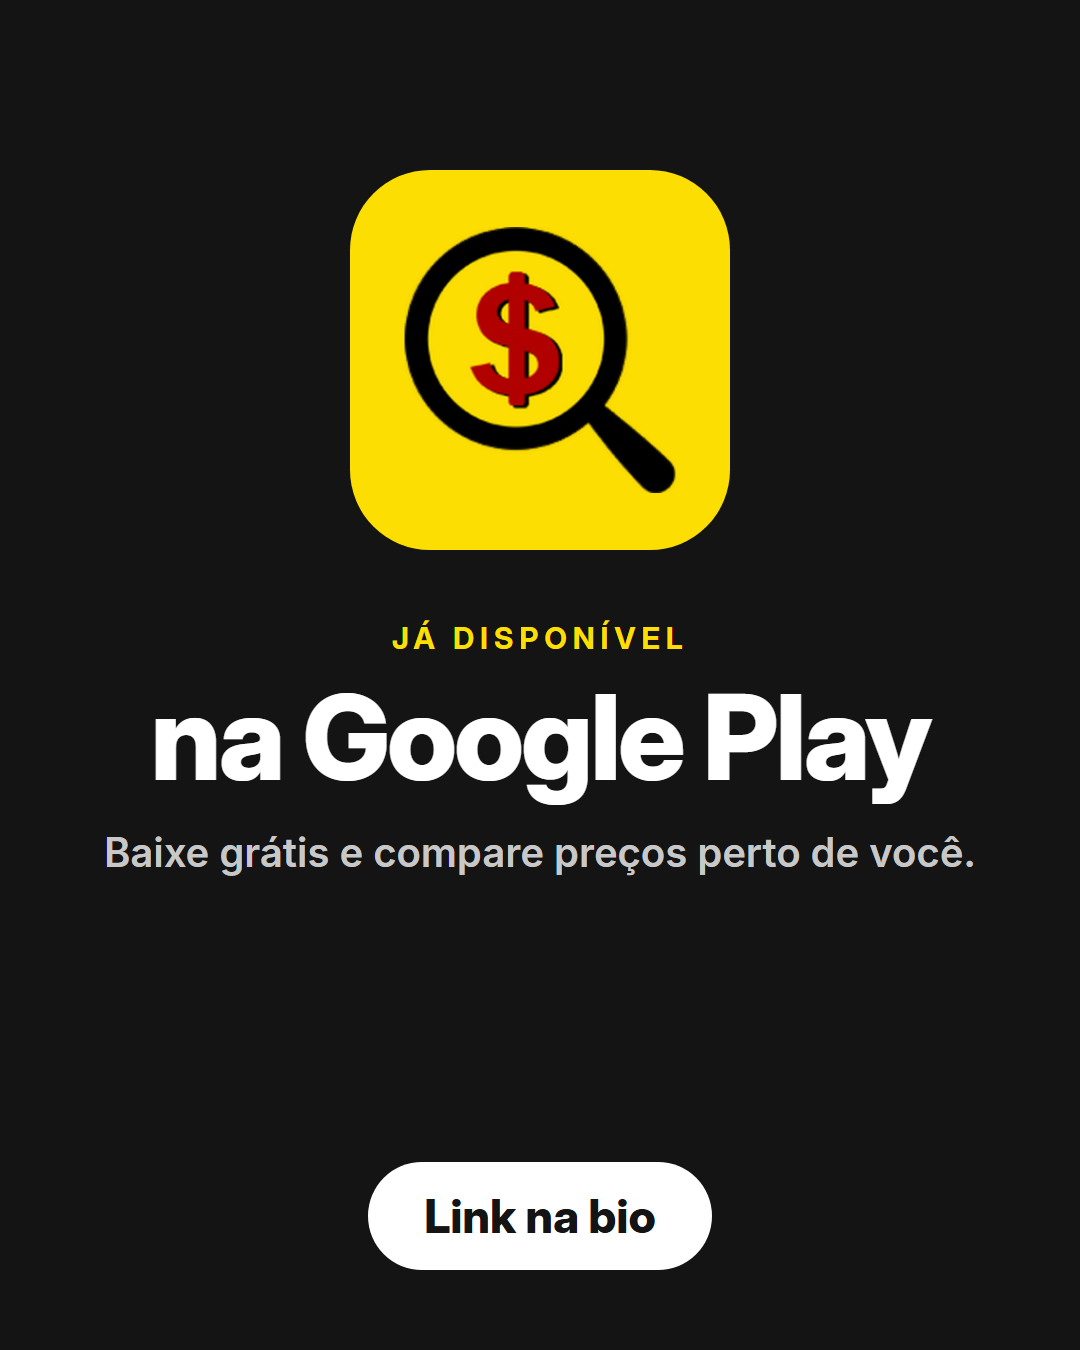 $
JÁ DISPONÍVEL
na Google Play
Baixe grátis e compare preços perto de você.
Link na bio